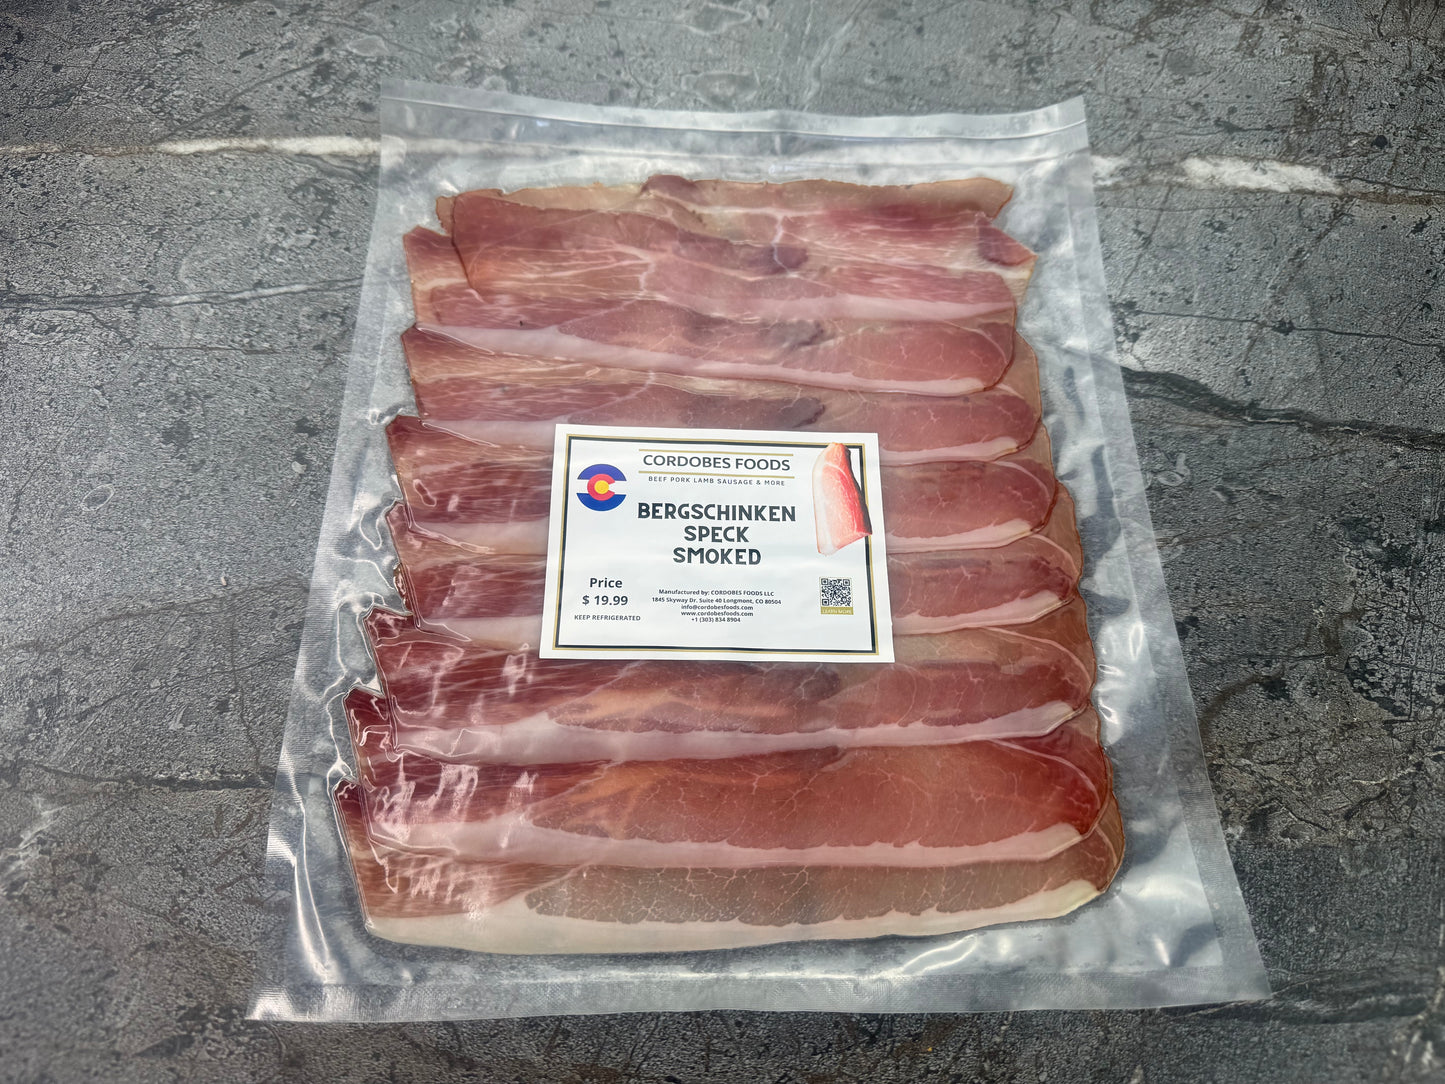 CORDOBES FOODS
BEEF PORK LAMB SAUSAGE & MORE
BERGSCHINKEN
SPECK
SMOKED
Price
$ 19.99
KEEP REFRIGERATED
Manufactured by: CORDOBES FOODS LLC
1845 Skyway Dr. Suite 40 Longmont, CO 80504
info@cordobesfoods.com
www.cordobesfoods.com
+1 (303) 834 8904
LEARN MORE